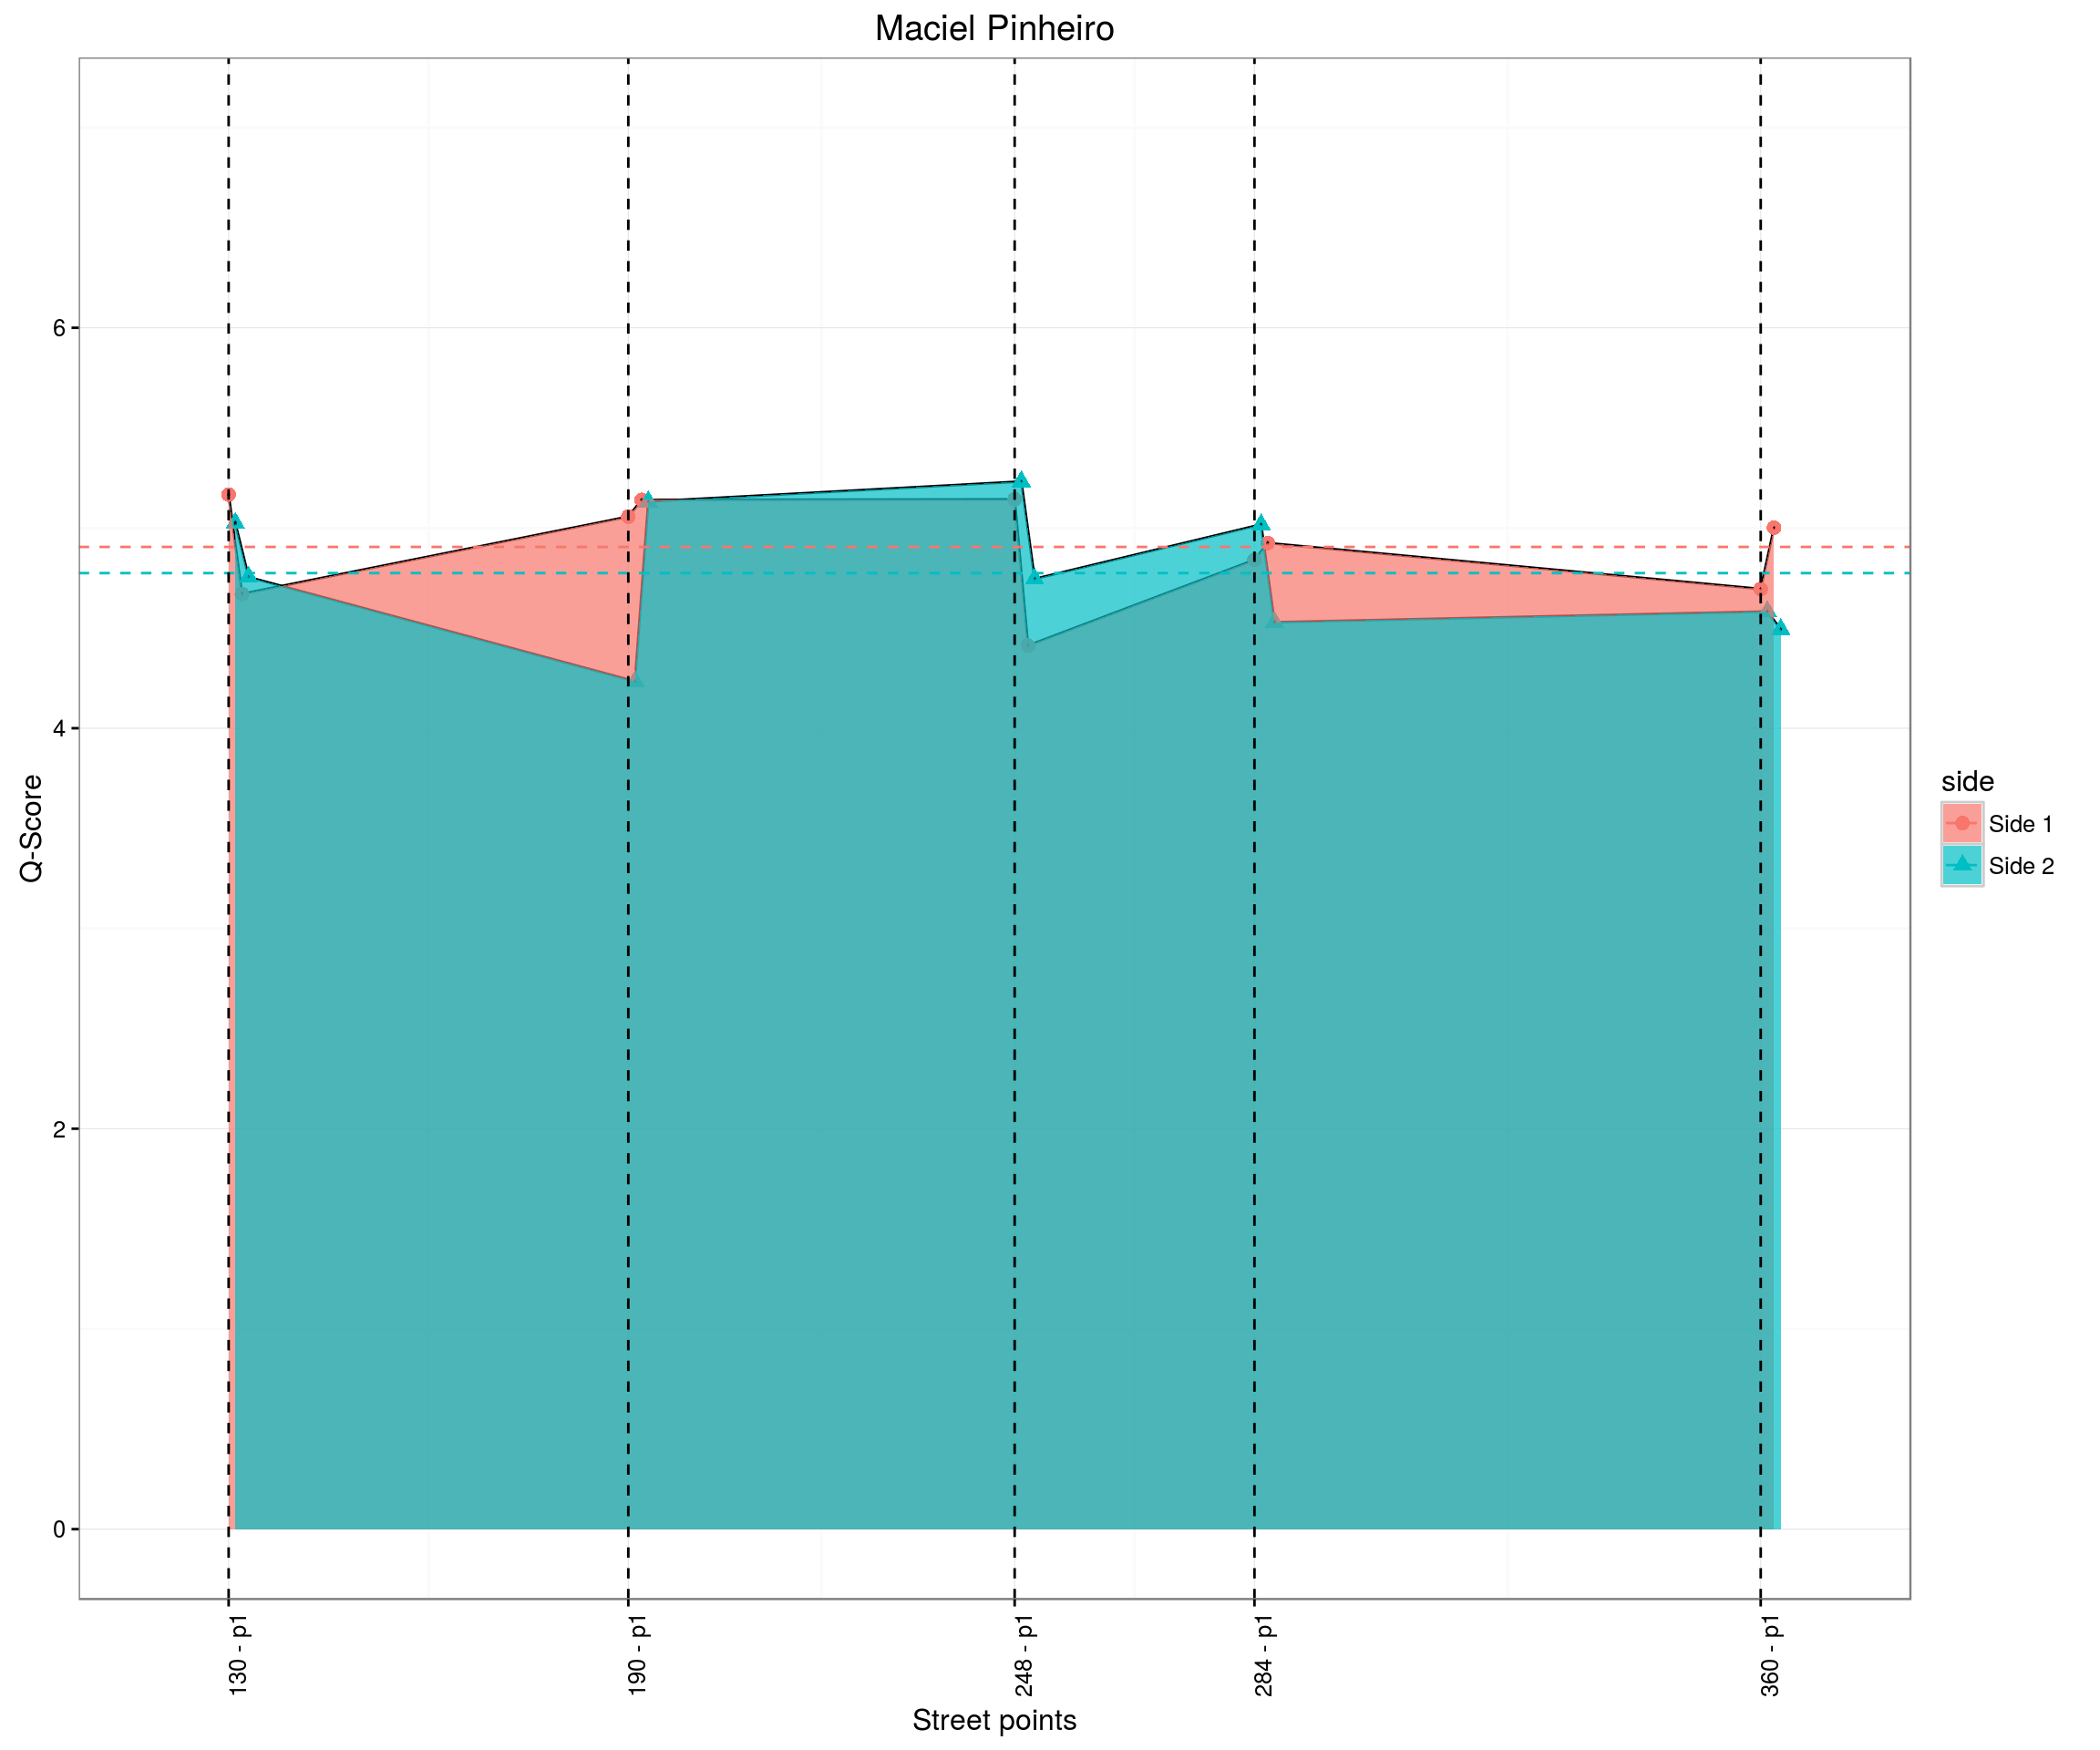 Maciel Pinheiro
Q-Score
6
4
2
0
130 - p1
190 - p1
248 - p1
284 - p1
360 - p1
Street points
side
Side 1
Side 2